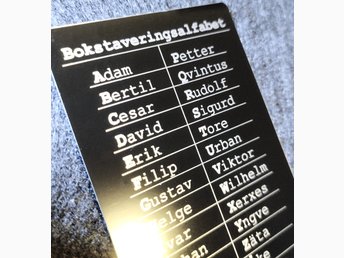 Bokstaveringsalfabet
Adam Petter
Bertil Qvintus
Cesar Rudolf
David Sigurd
Erik Tore
Filip Urban
Gustav Viktor
Wilhelm
Xerxes
Yngve
Zäta